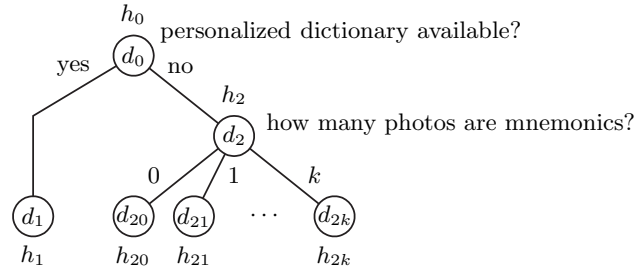 h₀
personalized dictionary available?
d₀
yes
no
h₂
d₂
how many photos are mnemonics?
0
1
k
d₁
d₂₀
d₂₁
···
d₂ₖ
h₁
h₂₀
h₂₁
h₂ₖ